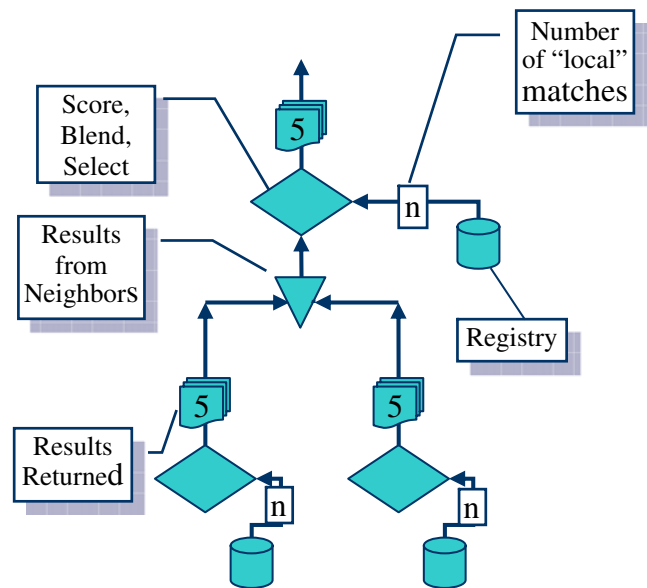 Number
of “local”
matches
Score,
Blend,
Select
5
n
Results
from
Neighbors
Registry
5
5
Results
Returned
n
n